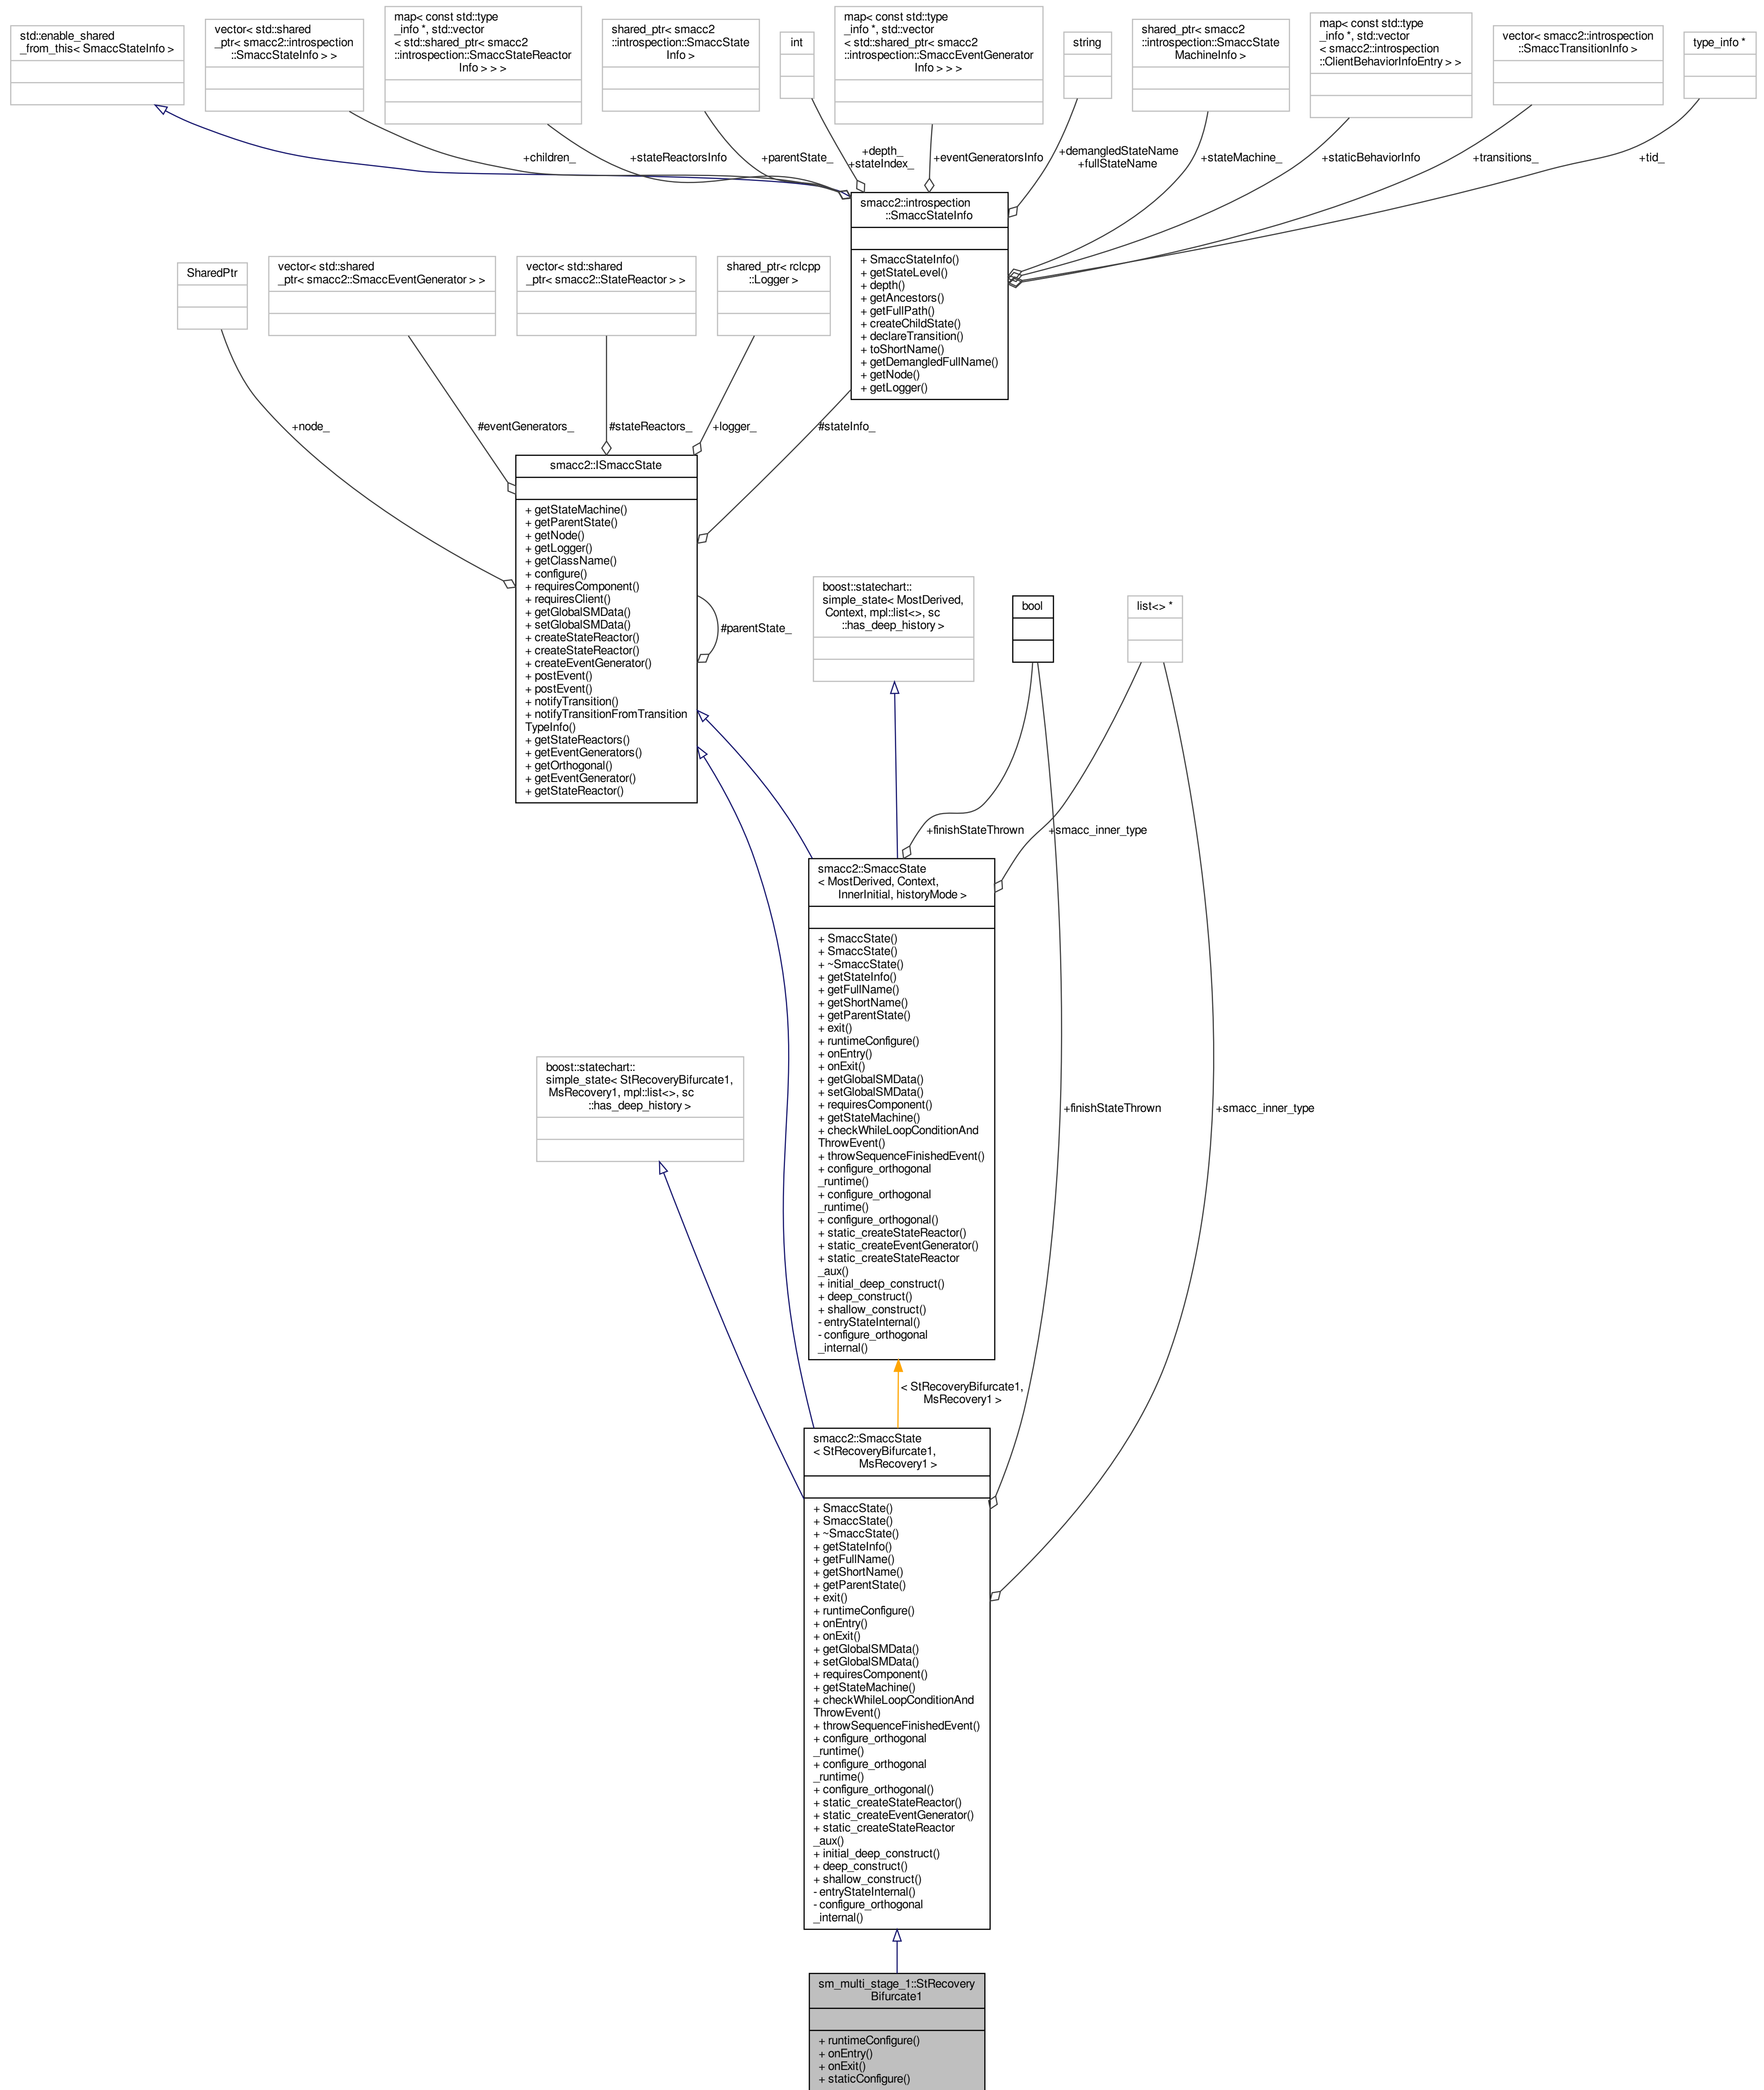 std::enable_shared
_from_this< SmaccStateInfo >
vector< std::shared
_ptr< smacc2::introspection
::SmaccStateInfo > >
map< const std::type
_info *, std::vector
< std::shared_ptr< smacc2
::introspection::SmaccStateReactor
Info > > >
shared_ptr< smacc2
::introspection::SmaccState
Info >
int
map< const std::type
_info *, std::vector
< std::shared_ptr< smacc2
::introspection::SmaccEventGenerator
Info > > >
string
shared_ptr< smacc2
::introspection::SmaccState
MachineInfo >
map< const std::type
_info *, std::vector
< smacc2::introspection
::ClientBehaviorInfoEntry > >
vector< smacc2::introspection
::SmaccTransitionInfo >
type_info *
+children_
+stateReactorsInfo
+parentState_
+depth_
+stateIndex_
+eventGeneratorsInfo
+demangledStateName
+fullStateName
+stateMachine_
+staticBehaviorInfo
+transitions_
+tid_
smacc2::introspection
::SmaccStateInfo
+ SmaccStateInfo()
+ getStateLevel()
+ depth()
+ getAncestors()
+ getFullPath()
+ createChildState()
+ declareTransition()
+ toShortName()
+ getDemangledFullName()
+ getNode()
+ getLogger()
SharedPtr
vector< std::shared
_ptr< smacc2::SmaccEventGenerator > >
vector< std::shared
_ptr< smacc2::StateReactor > >
shared_ptr< rclcpp
::Logger >
+node_
#eventGenerators_
#stateReactors_
+logger_
#stateInfo_
smacc2::ISmaccState
+ getStateMachine()
+ getParentState()
+ getNode()
+ getLogger()
+ getClassName()
+ configure()
+ requiresComponent()
+ requiresClient()
+ getGlobalSMData()
+ setGlobalSMData()
+ createStateReactor()
+ createStateReactor()
+ createEventGenerator()
+ postEvent()
+ postEvent()
+ notifyTransition()
+ notifyTransitionFromTransition
TypeInfo()
+ getStateReactors()
+ getEventGenerators()
+ getOrthogonal()
+ getEventGenerator()
+ getStateReactor()
#parentState_
boost::statechart::
simple_state< MostDerived,
Context, mpl::list<>, sc
::has_deep_history >
bool
list<> *
+finishStateThrown
+smacc_inner_type
smacc2::SmaccState
< MostDerived, Context,
InnerInitial, historyMode >
+ SmaccState()
+ SmaccState()
+ ~SmaccState()
+ getStateInfo()
+ getFullName()
+ getShortName()
+ getParentState()
+ exit()
+ runtimeConfigure()
+ onEntry()
+ onExit()
+ getGlobalSMData()
+ setGlobalSMData()
+ requiresComponent()
+ getStateMachine()
+ checkWhileLoopConditionAnd
ThrowEvent()
+ throwSequenceFinishedEvent()
+ configure_orthogonal
_runtime()
+ configure_orthogonal
_runtime()
+ configure_orthogonal()
+ static_createStateReactor()
+ static_createEventGenerator()
+ static_createStateReactor
_aux()
+ initial_deep_construct()
+ deep_construct()
+ shallow_construct()
- entryStateInternal()
- configure_orthogonal
_internal()
boost::statechart::
simple_state< StRecoveryBifurcate1,
MsRecovery1, mpl::list<>, sc
::has_deep_history >
+finishStateThrown
+smacc_inner_type
< StRecoveryBifurcate1,
MsRecovery1 >
smacc2::SmaccState
< StRecoveryBifurcate1,
MsRecovery1 >
+ SmaccState()
+ SmaccState()
+ ~SmaccState()
+ getStateInfo()
+ getFullName()
+ getShortName()
+ getParentState()
+ exit()
+ runtimeConfigure()
+ onEntry()
+ onExit()
+ getGlobalSMData()
+ setGlobalSMData()
+ requiresComponent()
+ getStateMachine()
+ checkWhileLoopConditionAnd
ThrowEvent()
+ throwSequenceFinishedEvent()
+ configure_orthogonal
_runtime()
+ configure_orthogonal
_runtime()
+ configure_orthogonal()
+ static_createStateReactor()
+ static_createEventGenerator()
+ static_createStateReactor
_aux()
+ initial_deep_construct()
+ deep_construct()
+ shallow_construct()
- entryStateInternal()
- configure_orthogonal
_internal()
sm_multi_stage_1::StRecovery
Bifurcate1
+ runtimeConfigure()
+ onEntry()
+ onExit()
+ staticConfigure()